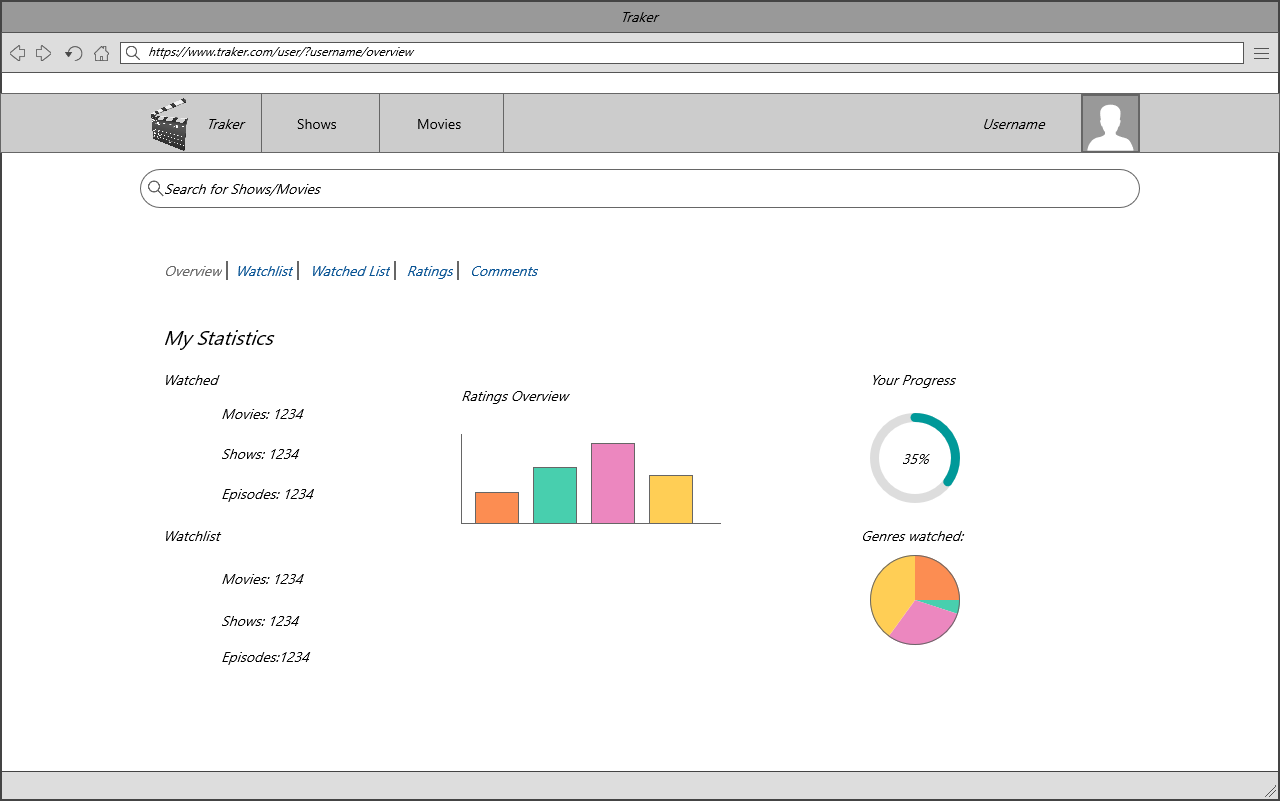 Traker
https://www.traker.com/user/?username/overview
Traker Shows Movies Username
Search for Shows/Movies
Overview Watchlist Watched List Ratings Comments
My Statistics
Watched
Movies: 1234
Shows: 1234
Episodes: 1234
Watchlist
Movies: 1234
Shows: 1234
Episodes:1234
Ratings Overview
Your Progress
35%
Genres watched: